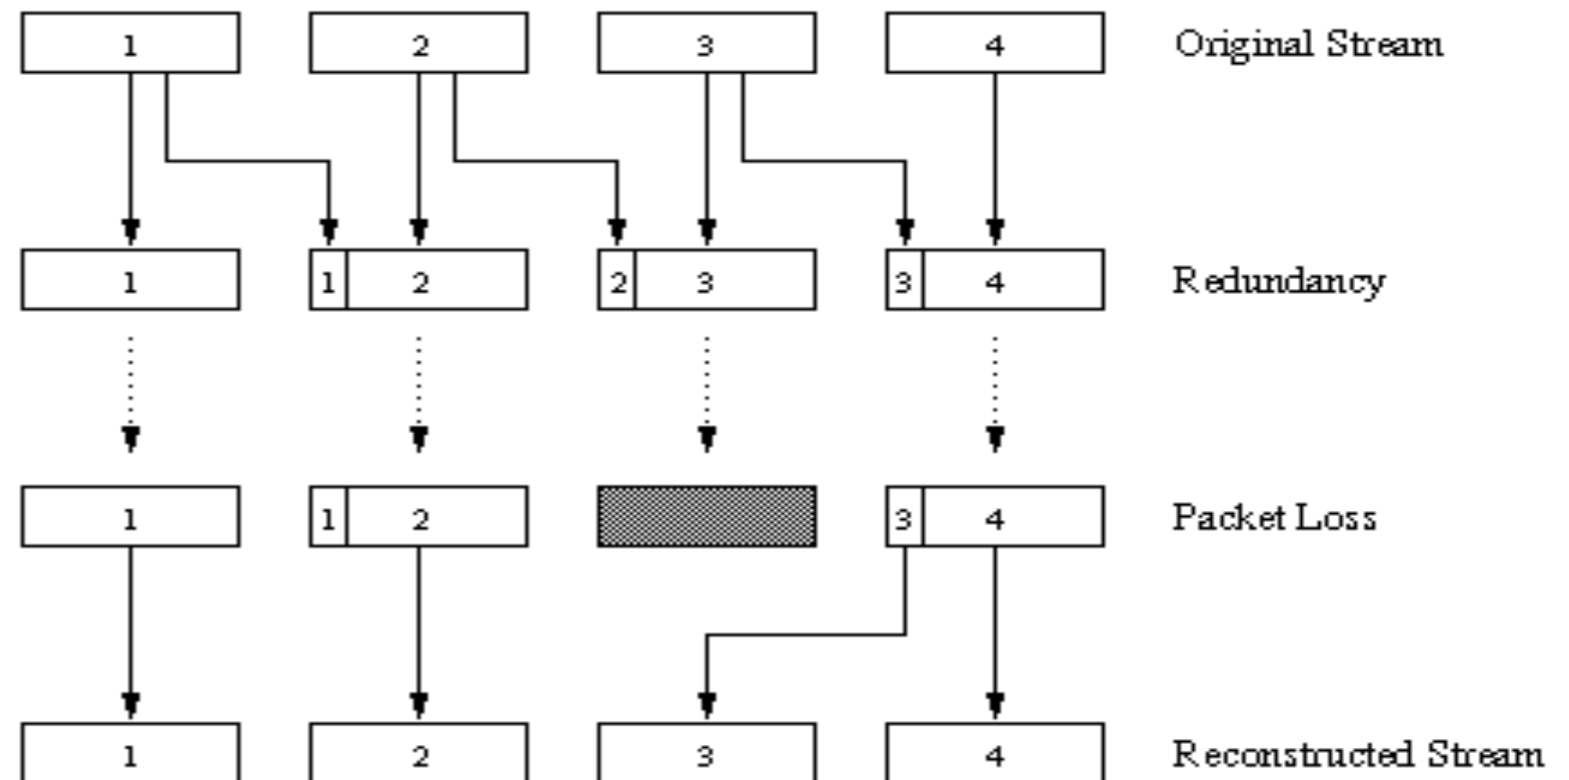 1 2 3 4 Original Stream
1 1 2 2 3 3 4 Redundancy
1 1 2 3 4 Packet Loss
1 2 3 4 Reconstructed Stream